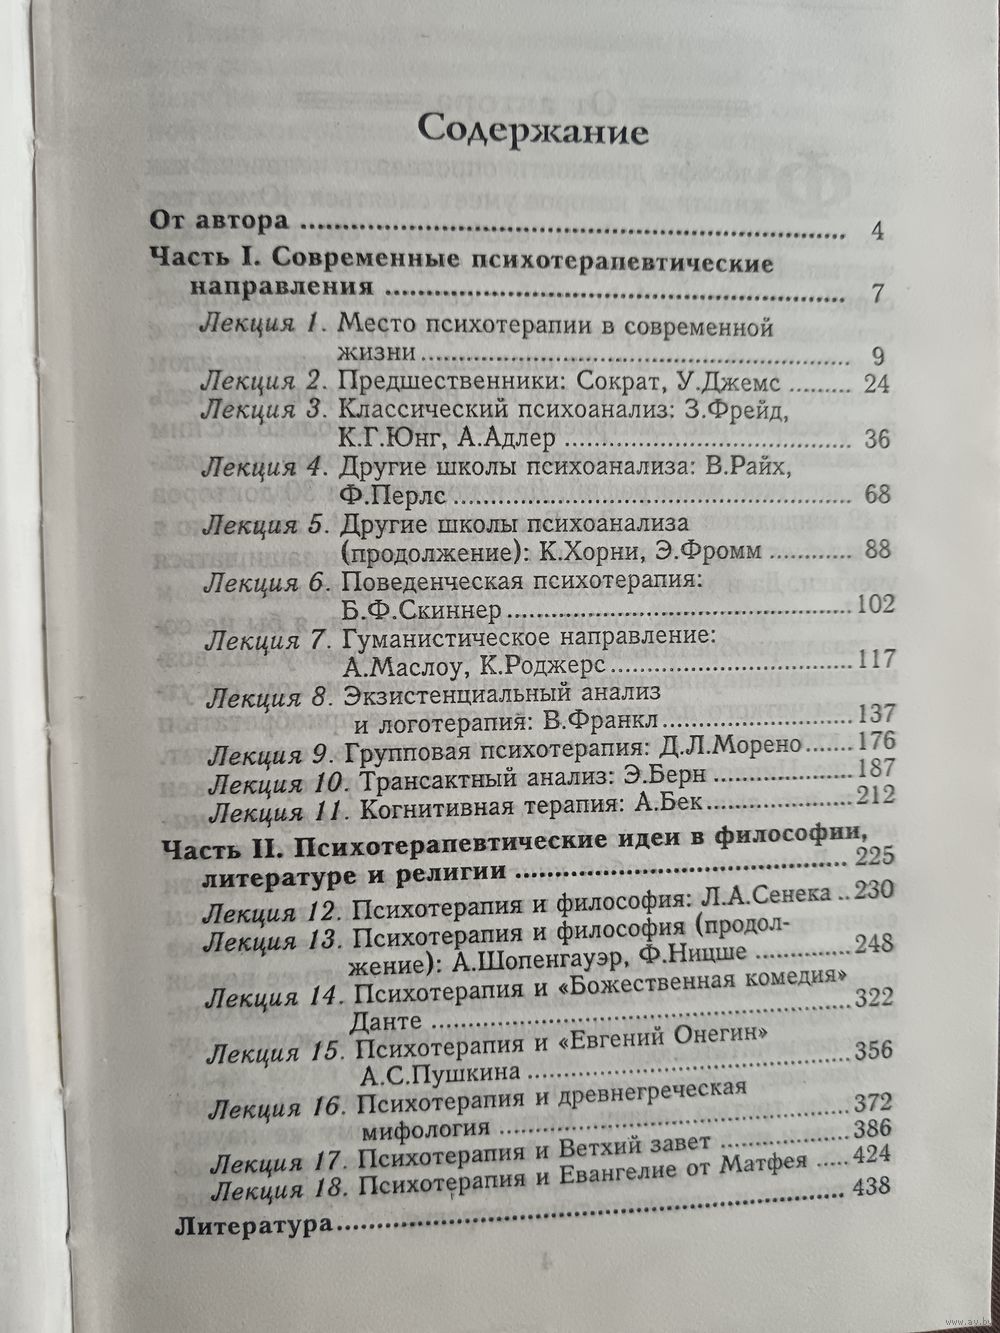 Содержание
От автора ........ 4
Часть I. Современные психотерапевтические
направления ........ 7
Лекция 1. Место психотерапии в современной
жизни ........ 9
Лекция 2. Предшественники: Сократ, У.Джемс ........ 24
Лекция 3. Классический психоанализ: З.Фрейд,
К.Г.Юнг, А.Адлер ........ 36
Лекция 4. Другие школы психоанализа: В.Райх,
Ф.Перлс ........ 68
Лекция 5. Другие школы психоанализа
(продолжение): К.Хорни, Э.Фромм ........ 88
Лекция 6. Поведенческая психотерапия:
Б.Ф.Скиннер ........ 102
Лекция 7. Гуманистическое направление:
А.Маслоу, К.Роджерс ........ 117
Лекция 8. Экзистенциальный анализ
и логотерапия: В.Франкл ........ 137
Лекция 9. Групповая психотерапия: Д.Л.Морено ....... 176
Лекция 10. Трансактный анализ: Э.Берн ........ 187
Лекция 11. Когнитивная терапия: А.Бек ........ 212
Часть II. Психотерапевтические идеи в философии,
литературе и религии ........ 225
Лекция 12. Психотерапия и философия: Л.А.Сенека .. 230
Лекция 13. Психотерапия и философия (продол-
жение): А.Шопенгауэр, Ф.Ницше ........ 248
Лекция 14. Психотерапия и «Божественная комедия»
Данте ........ 322
Лекция 15. Психотерапия и «Евгений Онегин»
А.С.Пушкина ........ 356
Лекция 16. Психотерапия и древнегреческая
мифология ........ 372
Лекция 17. Психотерапия и Ветхий завет ........ 386
Лекция 18. Психотерапия и Евангелие от Матфея ..... 424
Литература ........ 438